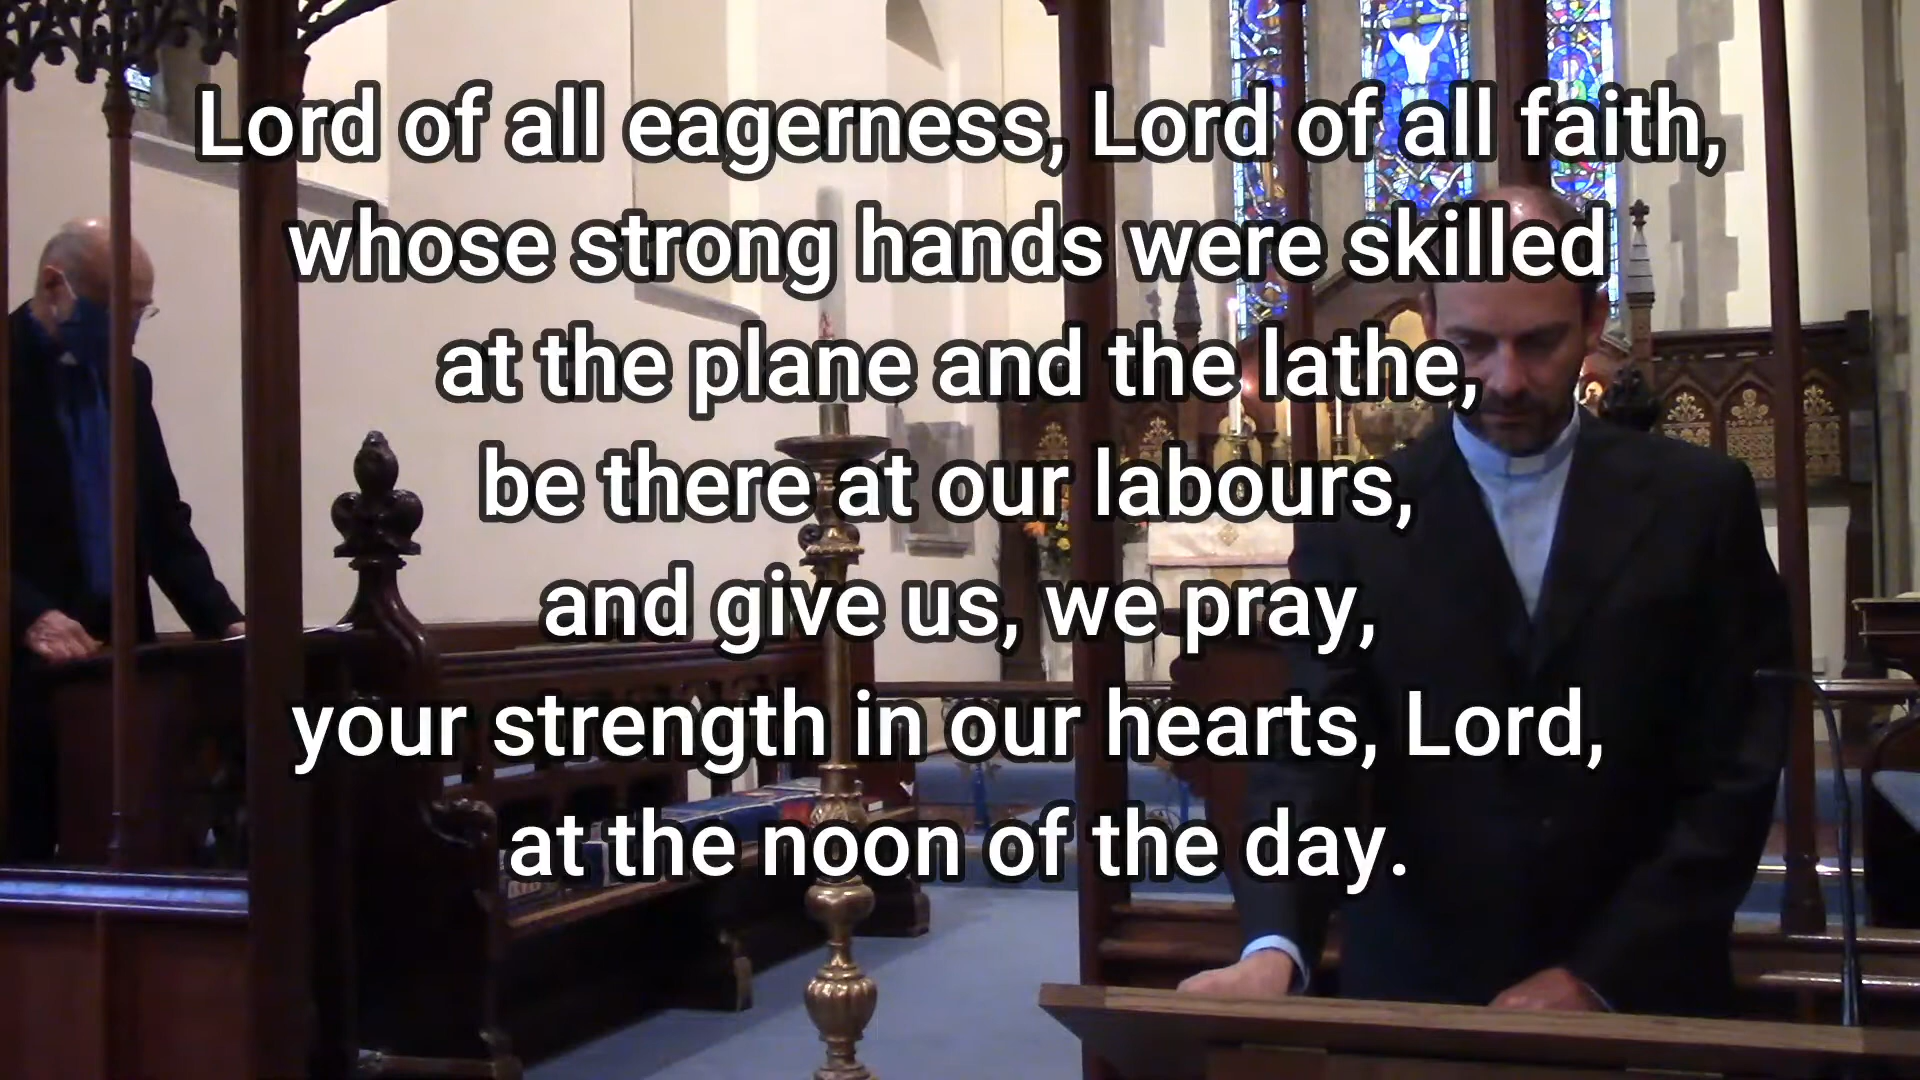 Lord of all eagerness, Lord of all faith,
whose strong hands were skilled
at the plane and the lathe,
be there at our labours,
and give us, we pray,
your strength in our hearts, Lord,
at the noon of the day.